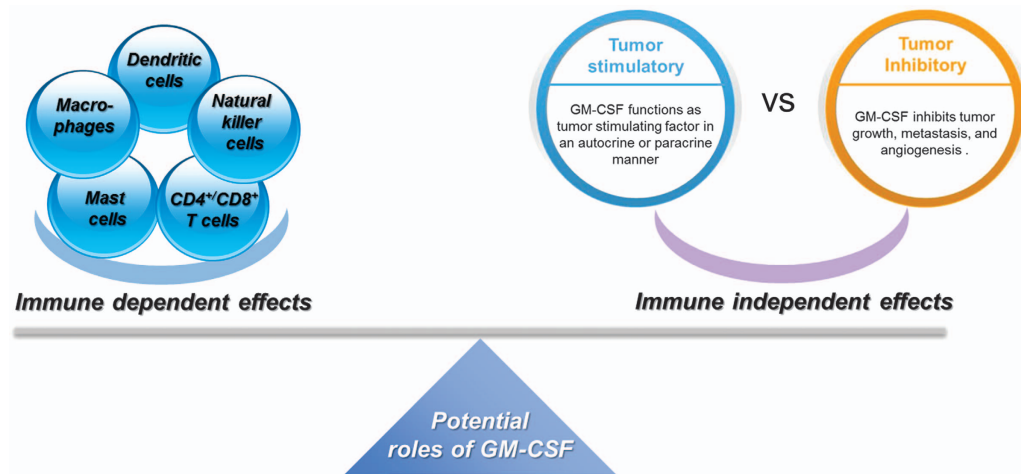 Dendritic
cells
Macro-
phages
Natural
killer
cells
Mast
cells
CD4+/CD8+
T cells
Immune dependent effects
Tumor
stimulatory
GM-CSF functions as
tumor stimulating factor in
an autocrine or paracrine
manner
VS
Tumor
Inhibitory
GM-CSF inhibits tumor
growth, metastasis, and
angiogenesis .
Immune independent effects
Potential
roles of GM-CSF